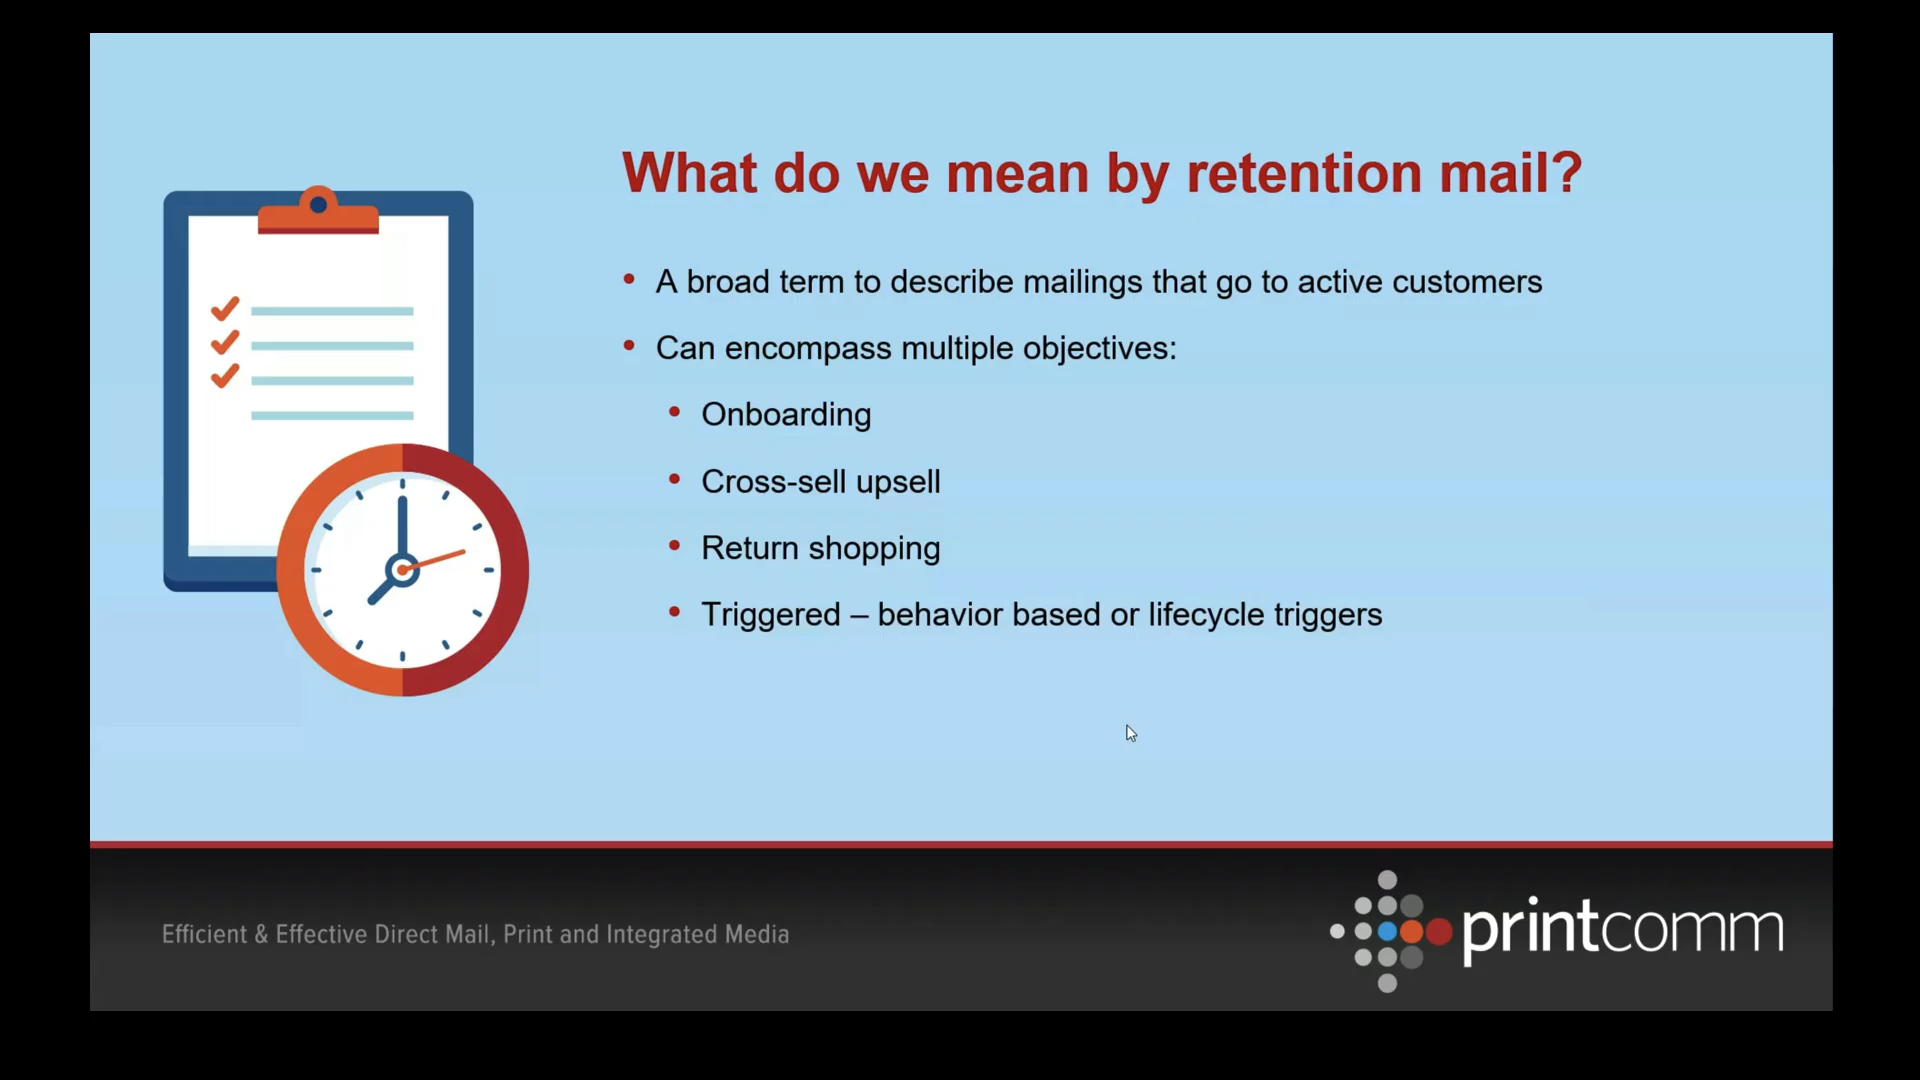 What do we mean by retention mail?
• A broad term to describe mailings that go to active customers
• Can encompass multiple objectives:
• Onboarding
• Cross-sell upsell
• Return shopping
• Triggered – behavior based or lifecycle triggers
Efficient & Effective Direct Mail, Print and Integrated Media
printcomm